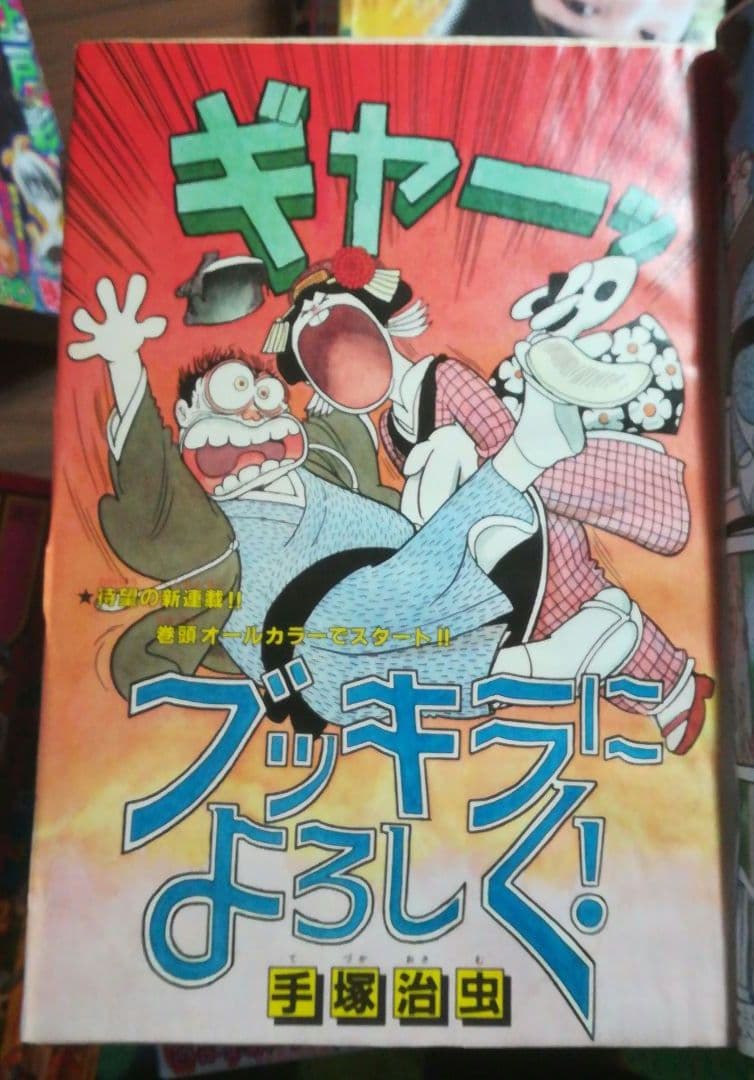 ギャーッ
★待望の新連載!!
巻頭オールカラーでスタート!!
ブッキラに
よろしく!
て づか おさ む
手塚治虫